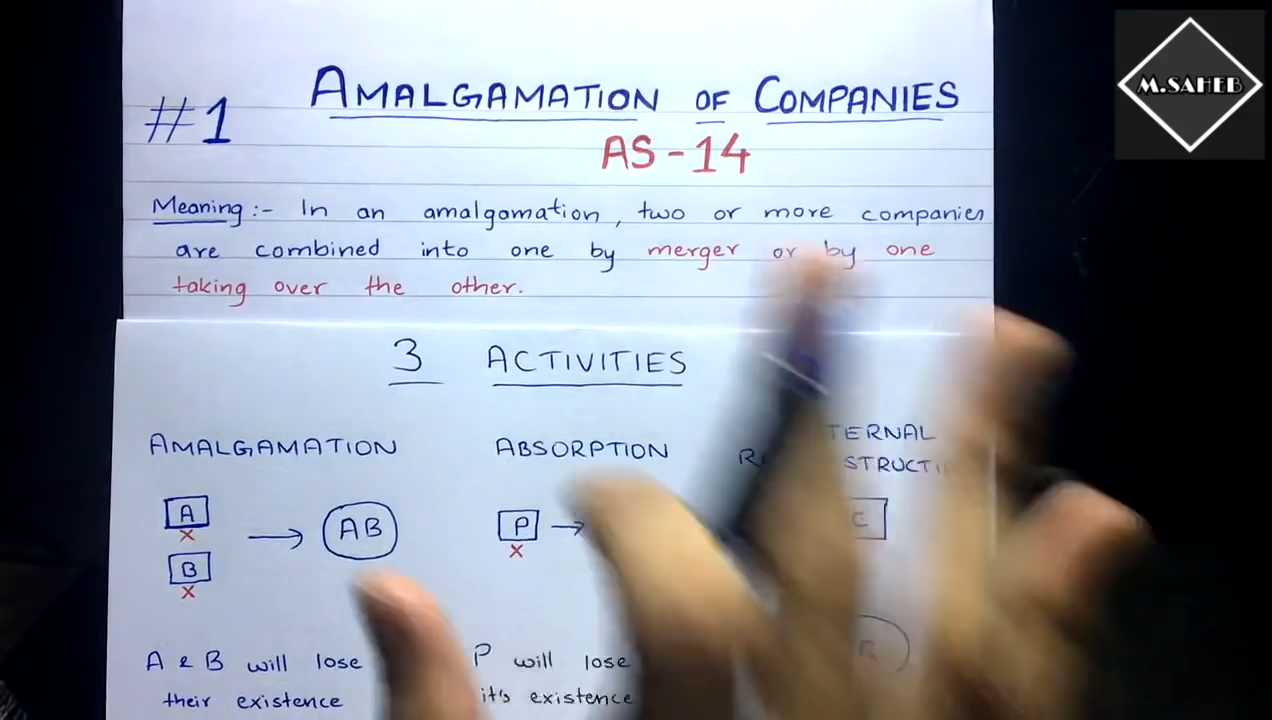 M.SAHEB
#1
AMALGAMATION OF COMPANIES
AS-14
Meaning :- In an amalgamation, two or more companies
are combined into one by merger or by one
taking over the other.
3 ACTIVITIES
AMALGAMATION
A
x
B
x
AB
A & B will lose
their existence
ABSORPTION
P
x
P will lose
it's existence
TERNAL
STRUCTI
C